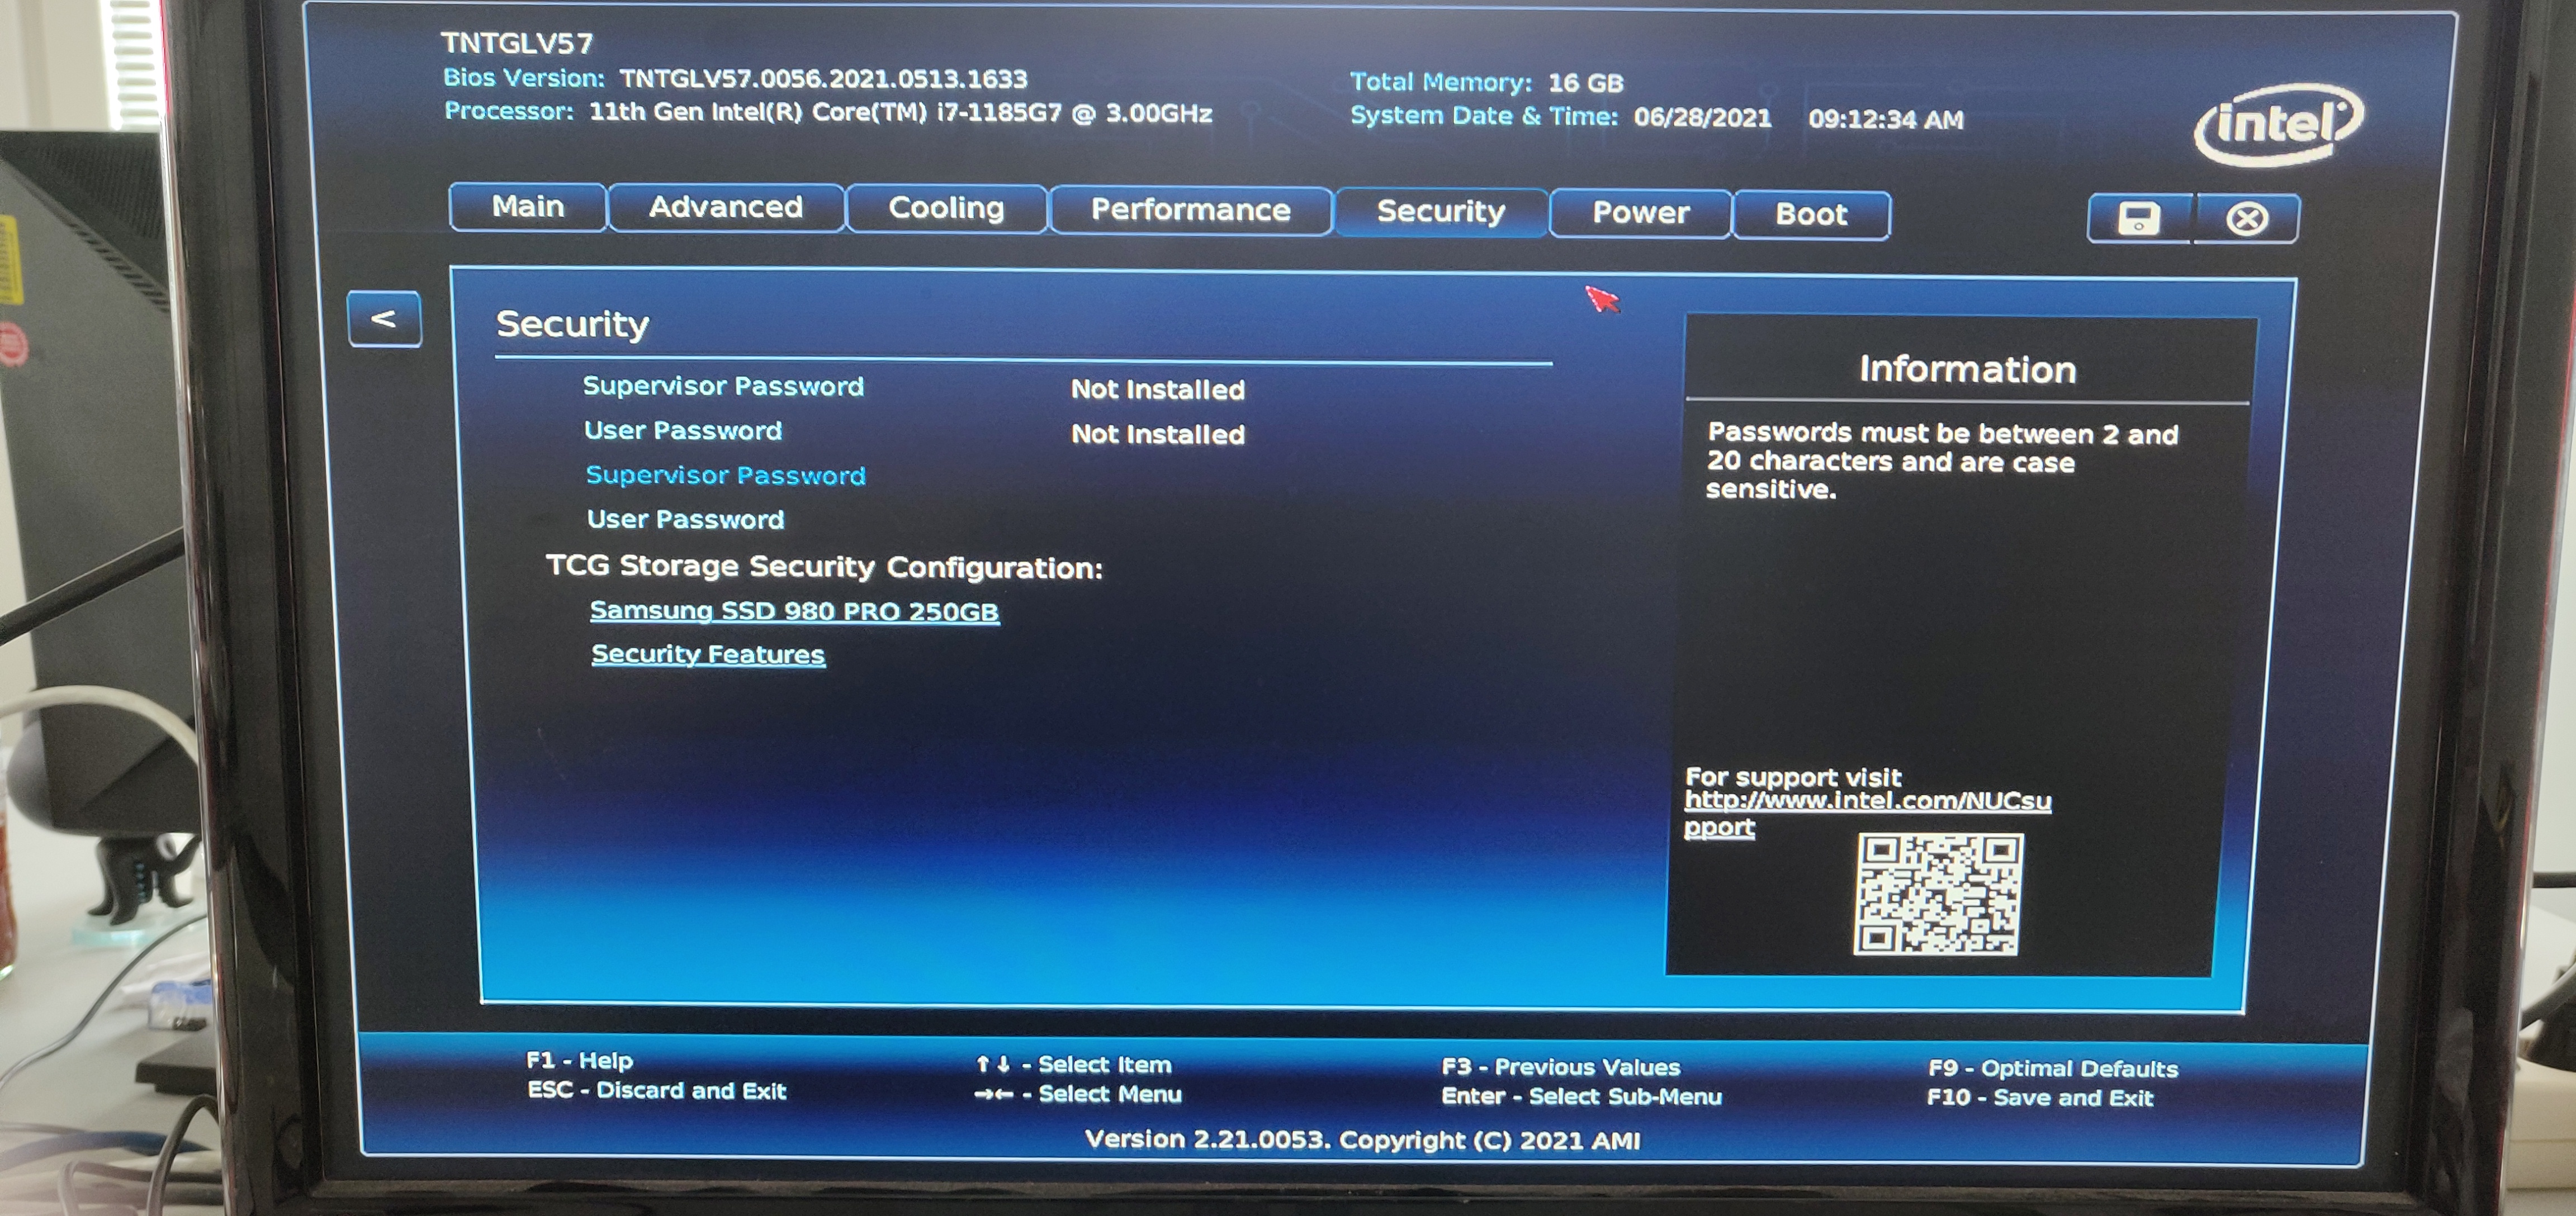 TNTGLV57
Bios Version: TNTGLV57.0056.2021.0513.1633
Processor: 11th Gen Intel(R) Core(TM) i7-1185G7 @ 3.00GHz
Total Memory: 16 GB
System Date & Time: 06/28/2021 09:12:34 AM
intel
Main Advanced Cooling Performance Security Power Boot
<
Security
Supervisor Password Not Installed
User Password Not Installed
Supervisor Password
User Password
TCG Storage Security Configuration:
Samsung SSD 980 PRO 250GB
Security Features
Information
Passwords must be between 2 and
20 characters and are case
sensitive.
For support visit
http://www.intel.com/NUCsu
pport
F1 - Help
ESC - Discard and Exit
↑↓ - Select Item
→← - Select Menu
F3 - Previous Values
Enter - Select Sub-Menu
F9 - Optimal Defaults
F10 - Save and Exit
Version 2.21.0053. Copyright (C) 2021 AMI